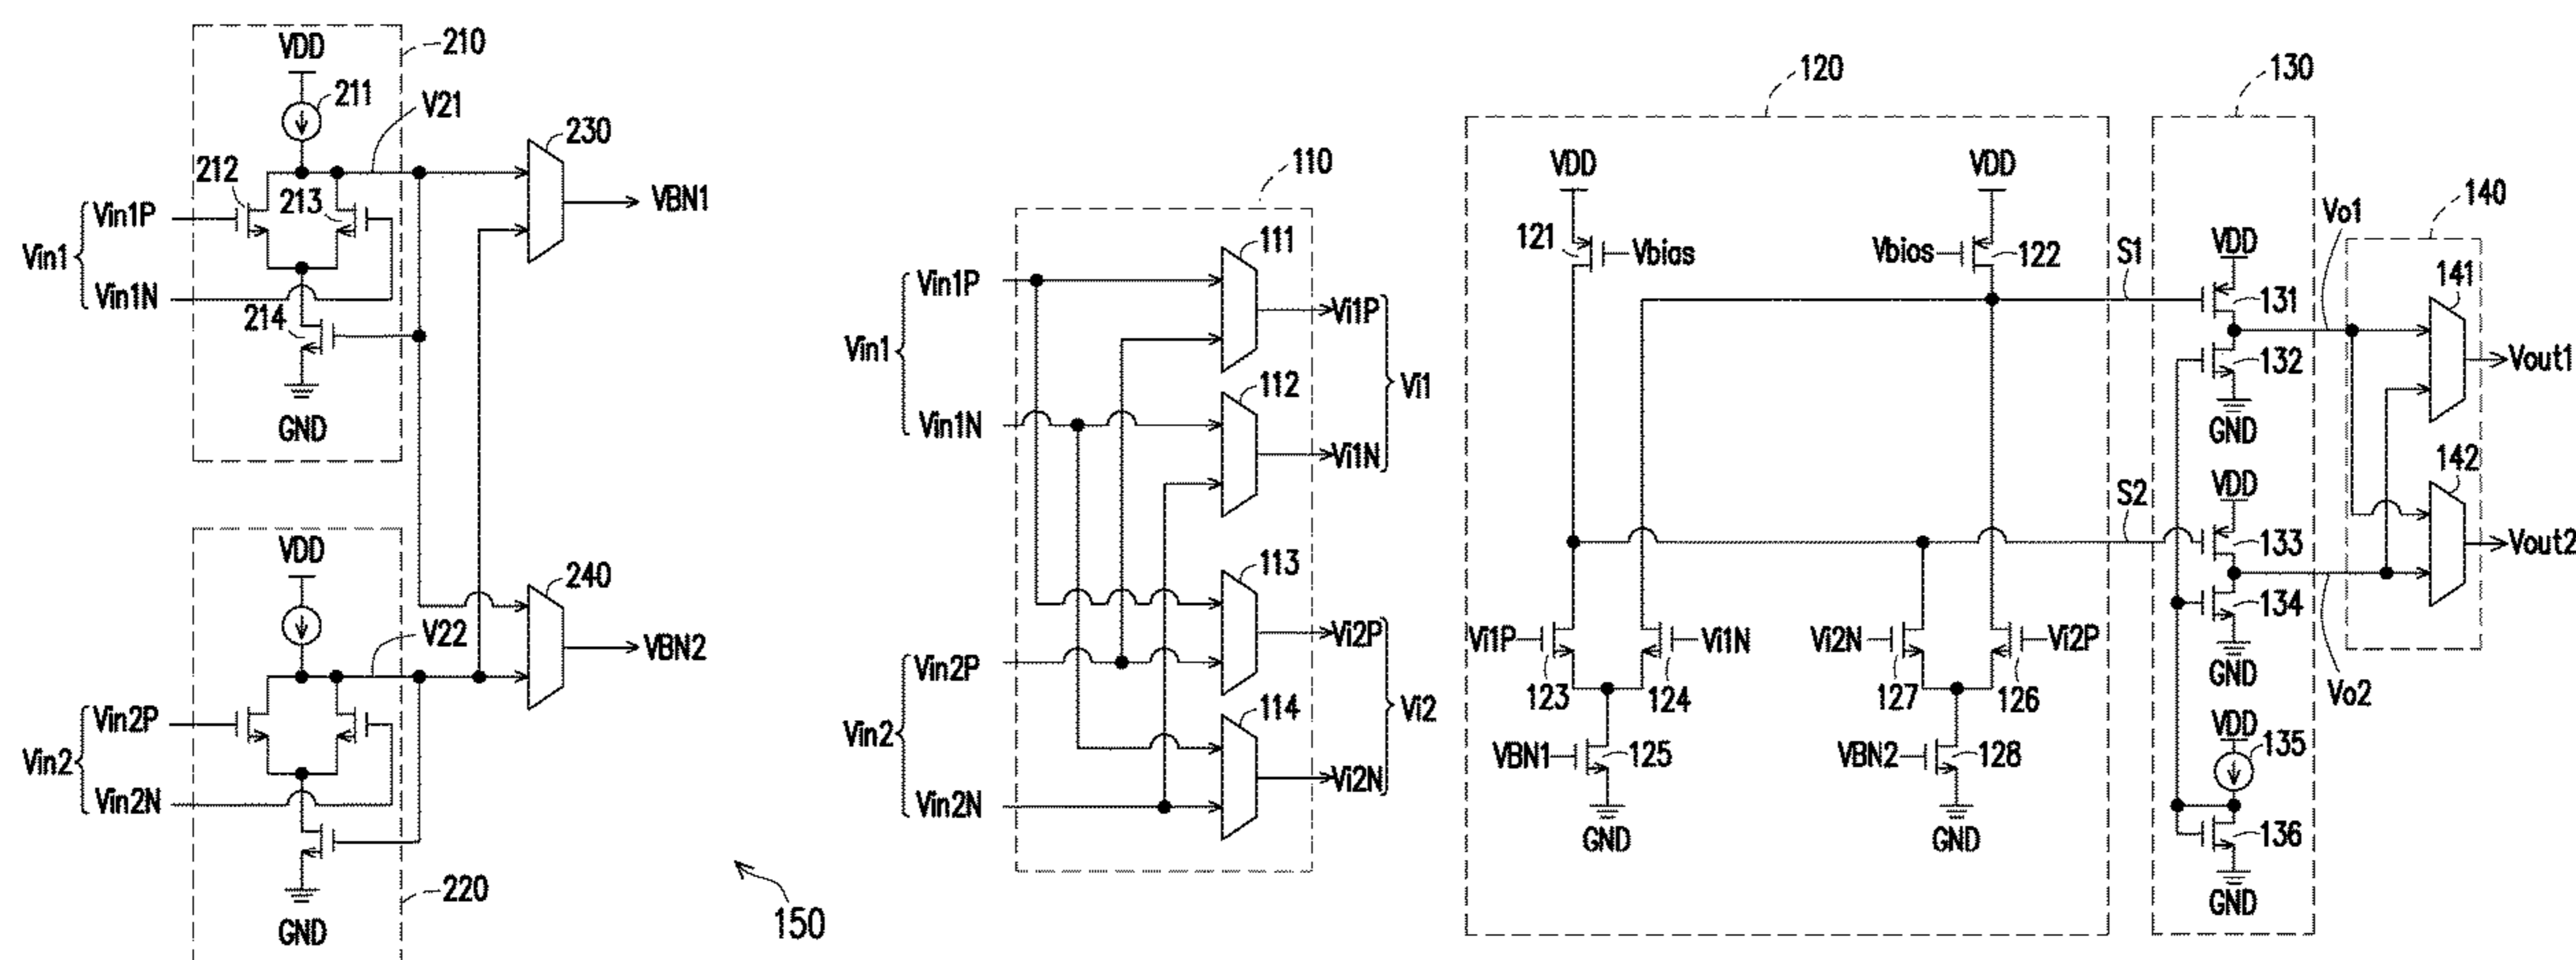 VDD
210
211
V21
230
212
213
Vin1P
Vin1
Vin1N
VBN1
214
GND
VDD
240
V22
VBN2
Vin2P
Vin2
Vin2N
220
GND
150
110
111
Vin1P
Vi1P
Vin1
112
Vi1
Vin1N
Vi1N
113
Vin2P
Vi2P
114
Vin2
Vi2
Vin2N
Vi2N
120
VDD
VDD
121
Vbias
Vbios
122
S1
S2
Vi1P
Vi1N
Vi2N
Vi2P
123
124
127
126
VBN1
125
VBN2
128
GND
GND
130
Vo1
140
VDD
131
141
132
Vout1
GND
142
VDD
133
Vout2
134
GND
Vo2
VDD
135
136
GND